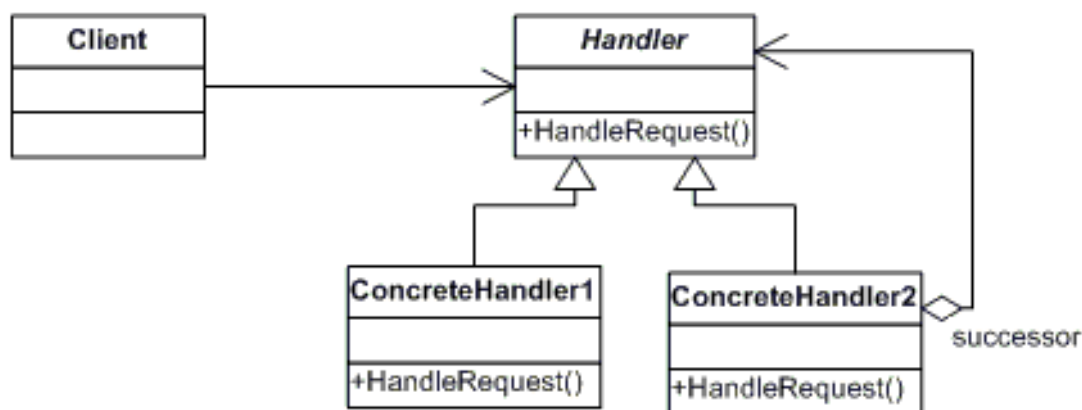 Client
Handler
+HandleRequest()
ConcreteHandler1
+HandleRequest()
ConcreteHandler2
+HandleRequest()
successor